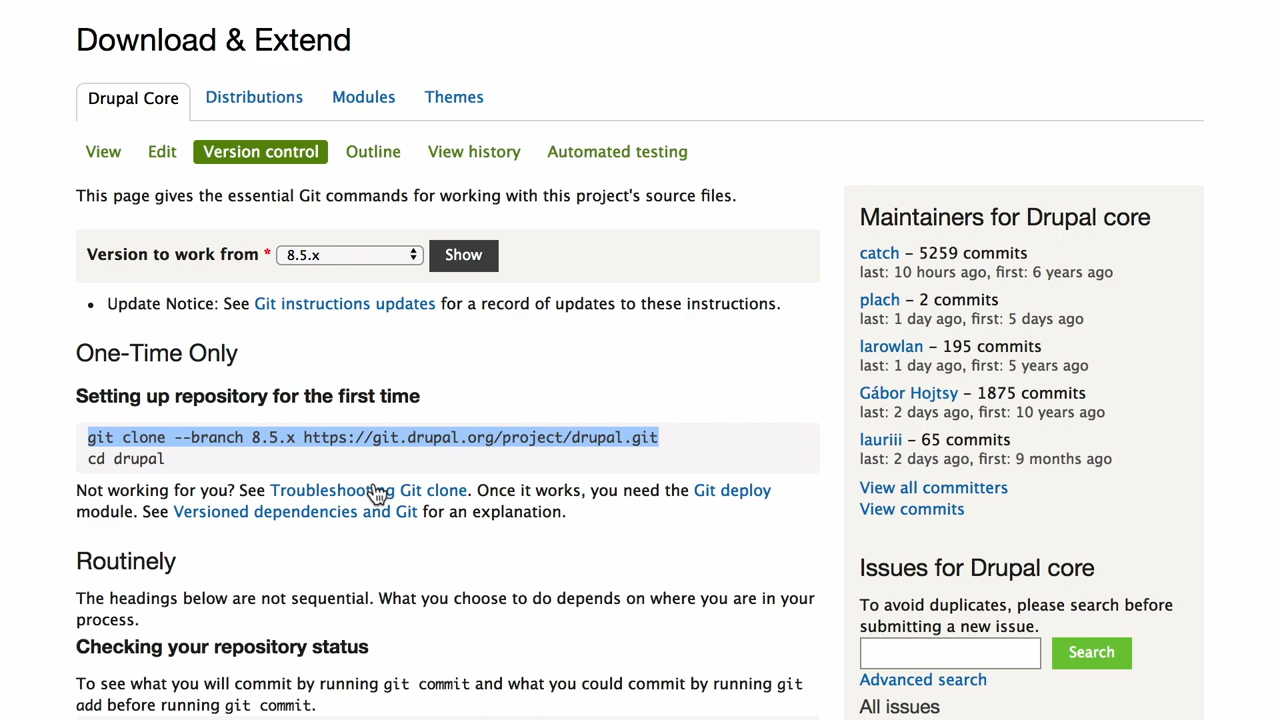 Download & Extend
Drupal Core
Distributions
Modules
Themes
View
Edit
Version control
Outline
View history
Automated testing
This page gives the essential Git commands for working with this project's source files.
Version to work from * 8.5.x Show
• Update Notice: See Git instructions updates for a record of updates to these instructions.
One-Time Only
Setting up repository for the first time
git clone --branch 8.5.x https://git.drupal.org/project/drupal.git
cd drupal
Not working for you? See Troubleshooting Git clone. Once it works, you need the Git deploy
module. See Versioned dependencies and Git for an explanation.
Routinely
The headings below are not sequential. What you choose to do depends on where you are in your
process.
Checking your repository status
To see what you will commit by running git commit and what you could commit by running git
add before running git commit.
Maintainers for Drupal core
catch – 5259 commits
last: 10 hours ago, first: 6 years ago
plach – 2 commits
last: 1 day ago, first: 5 days ago
larowlan – 195 commits
last: 1 day ago, first: 5 years ago
Gábor Hojtsy – 1875 commits
last: 2 days ago, first: 10 years ago
lauriii – 65 commits
last: 2 days ago, first: 9 months ago
View all committers
View commits
Issues for Drupal core
To avoid duplicates, please search before
submitting a new issue.
Search
Advanced search
All issues